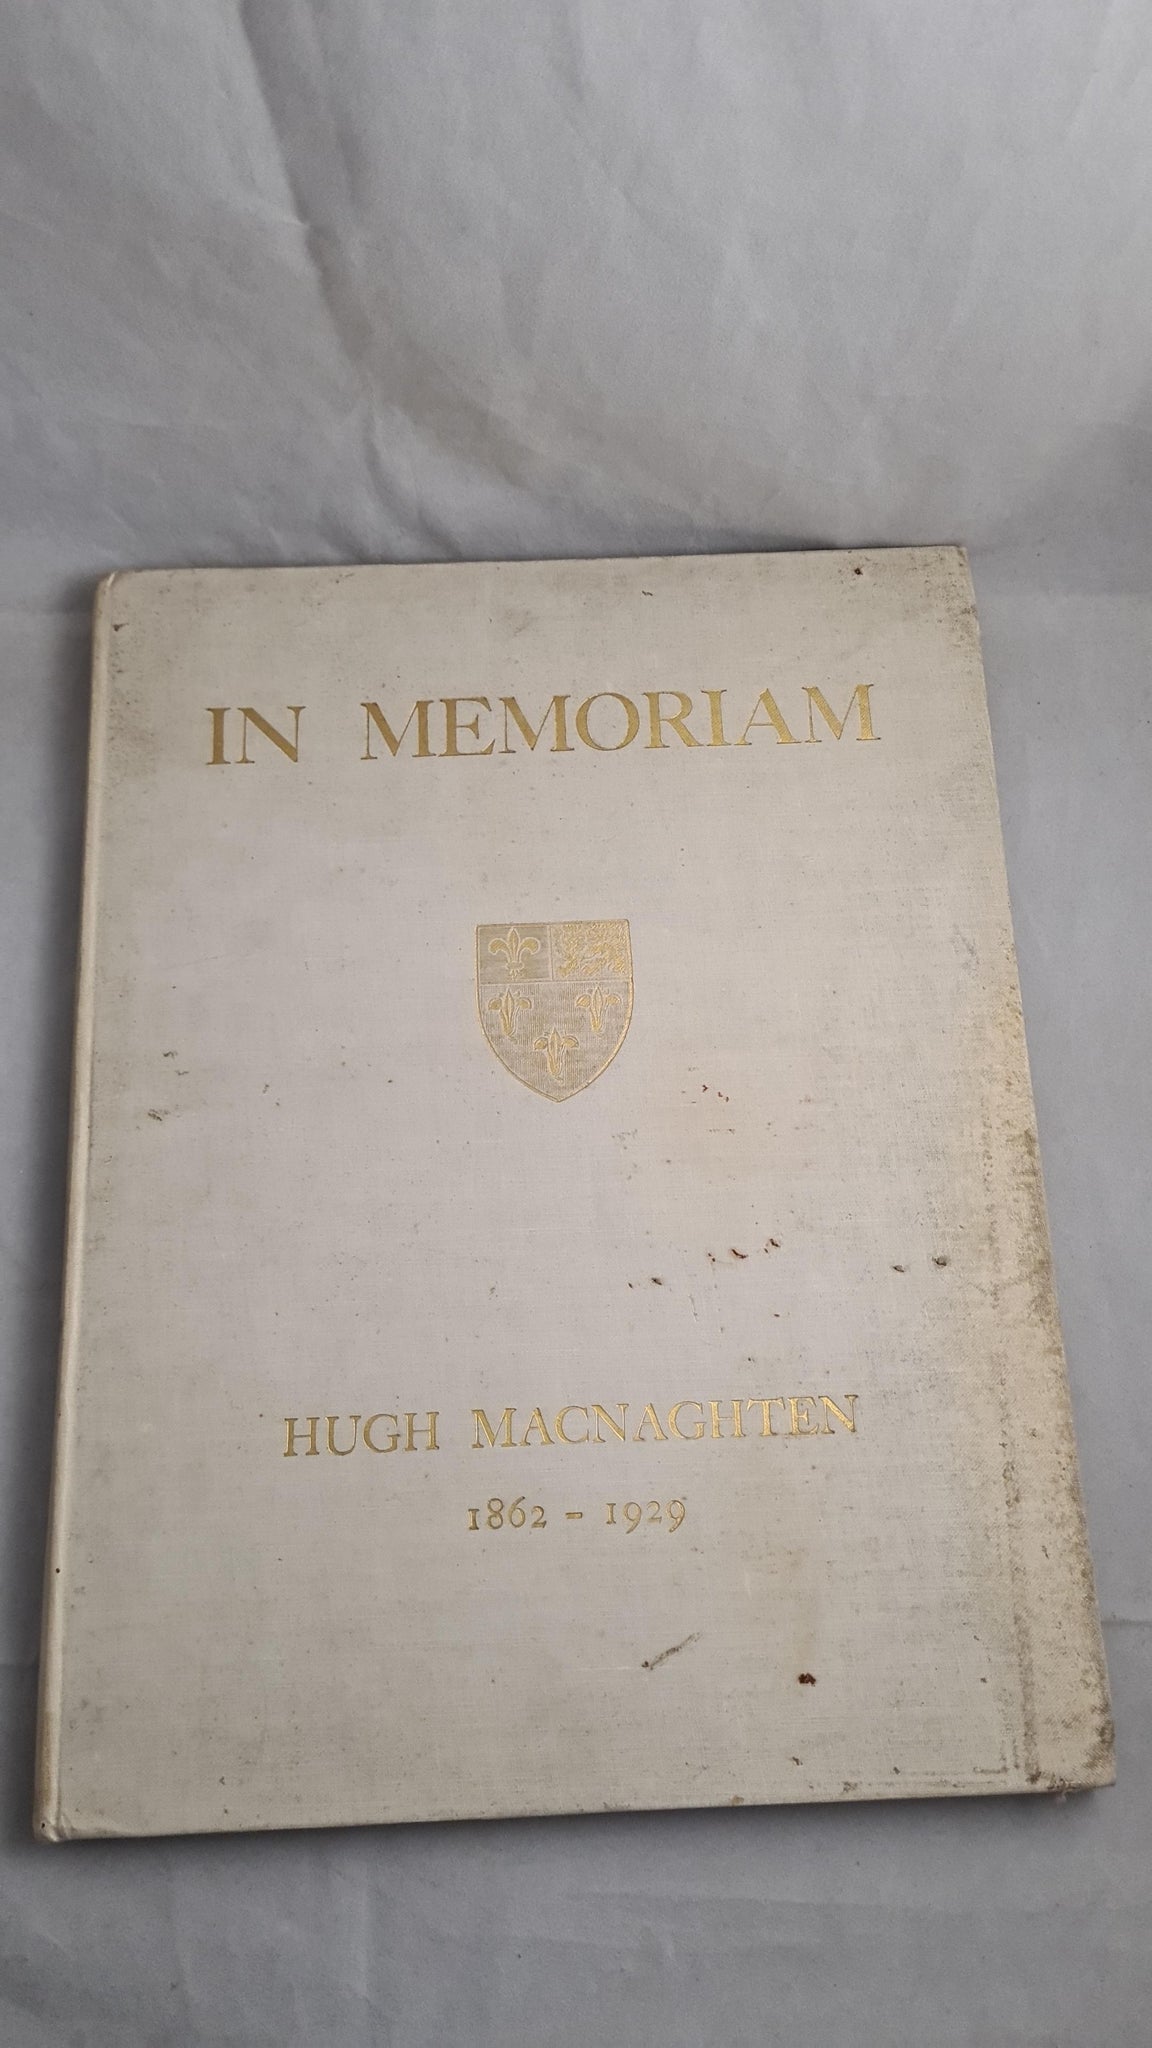 IN MEMORIAM
HUGH MACNAGHTEN
1862 - 1929